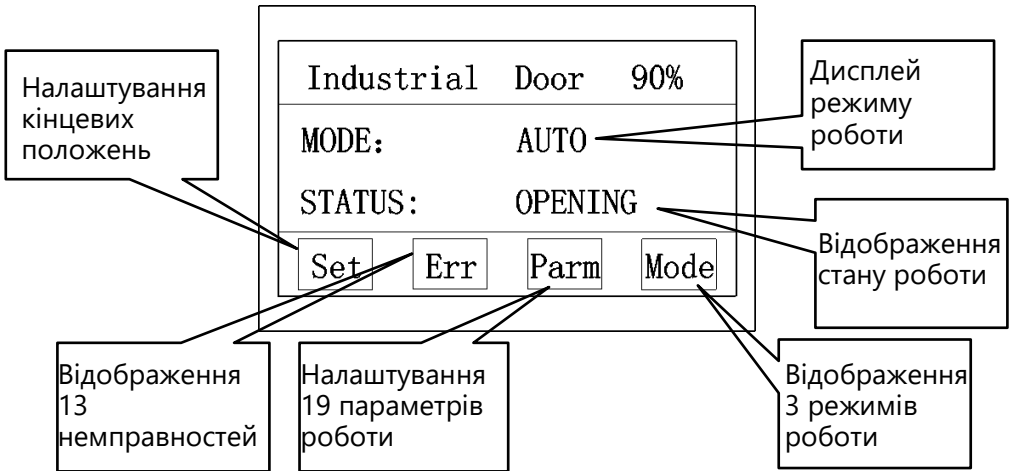 Налаштування
кінцевих
положень
Industrial Door 90%
MODE: AUTO
STATUS: OPENING
Set Err Parm Mode
Дисплей
режиму
роботи
Відображення
стану роботи
Відображення
13
немправностей
Налаштування
19 параметрів
роботи
Відображення
3 режимів
роботи